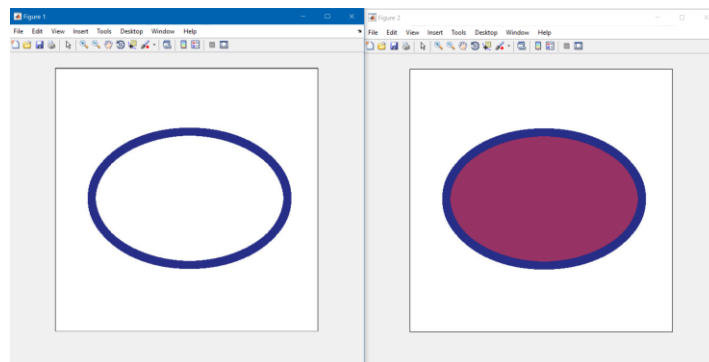 Figure 1
File Edit View Insert Tools Desktop Window Help
Figure 2
File Edit View Insert Tools Desktop Window Help